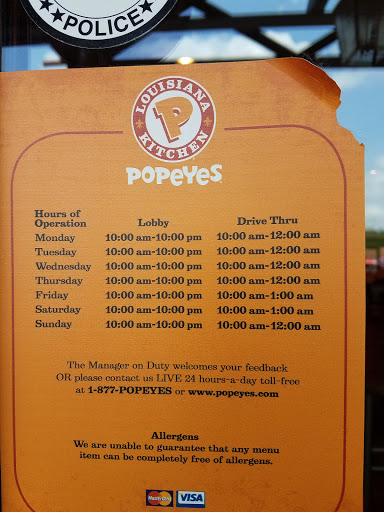 POLICE
LOUISIANA
P
KITCHEN
POPEYES
Hours of
Operation Lobby Drive Thru
Monday 10:00 am-10:00 pm 10:00 am-12:00 am
Tuesday 10:00 am-10:00 pm 10:00 am-12:00 am
Wednesday 10:00 am-10:00 pm 10:00 am-12:00 am
Thursday 10:00 am-10:00 pm 10:00 am-12:00 am
Friday 10:00 am-10:00 pm 10:00 am-1:00 am
Saturday 10:00 am-10:00 pm 10:00 am-1:00 am
Sunday 10:00 am-10:00 pm 10:00 am-12:00 am
The Manager on Duty welcomes your feedback
OR please contact us LIVE 24 hours-a-day toll-free
at 1-877-POPEYES or www.popeyes.com
Allergens
We are unable to guarantee that any menu
item can be completely free of allergens.
MasterCard VISA